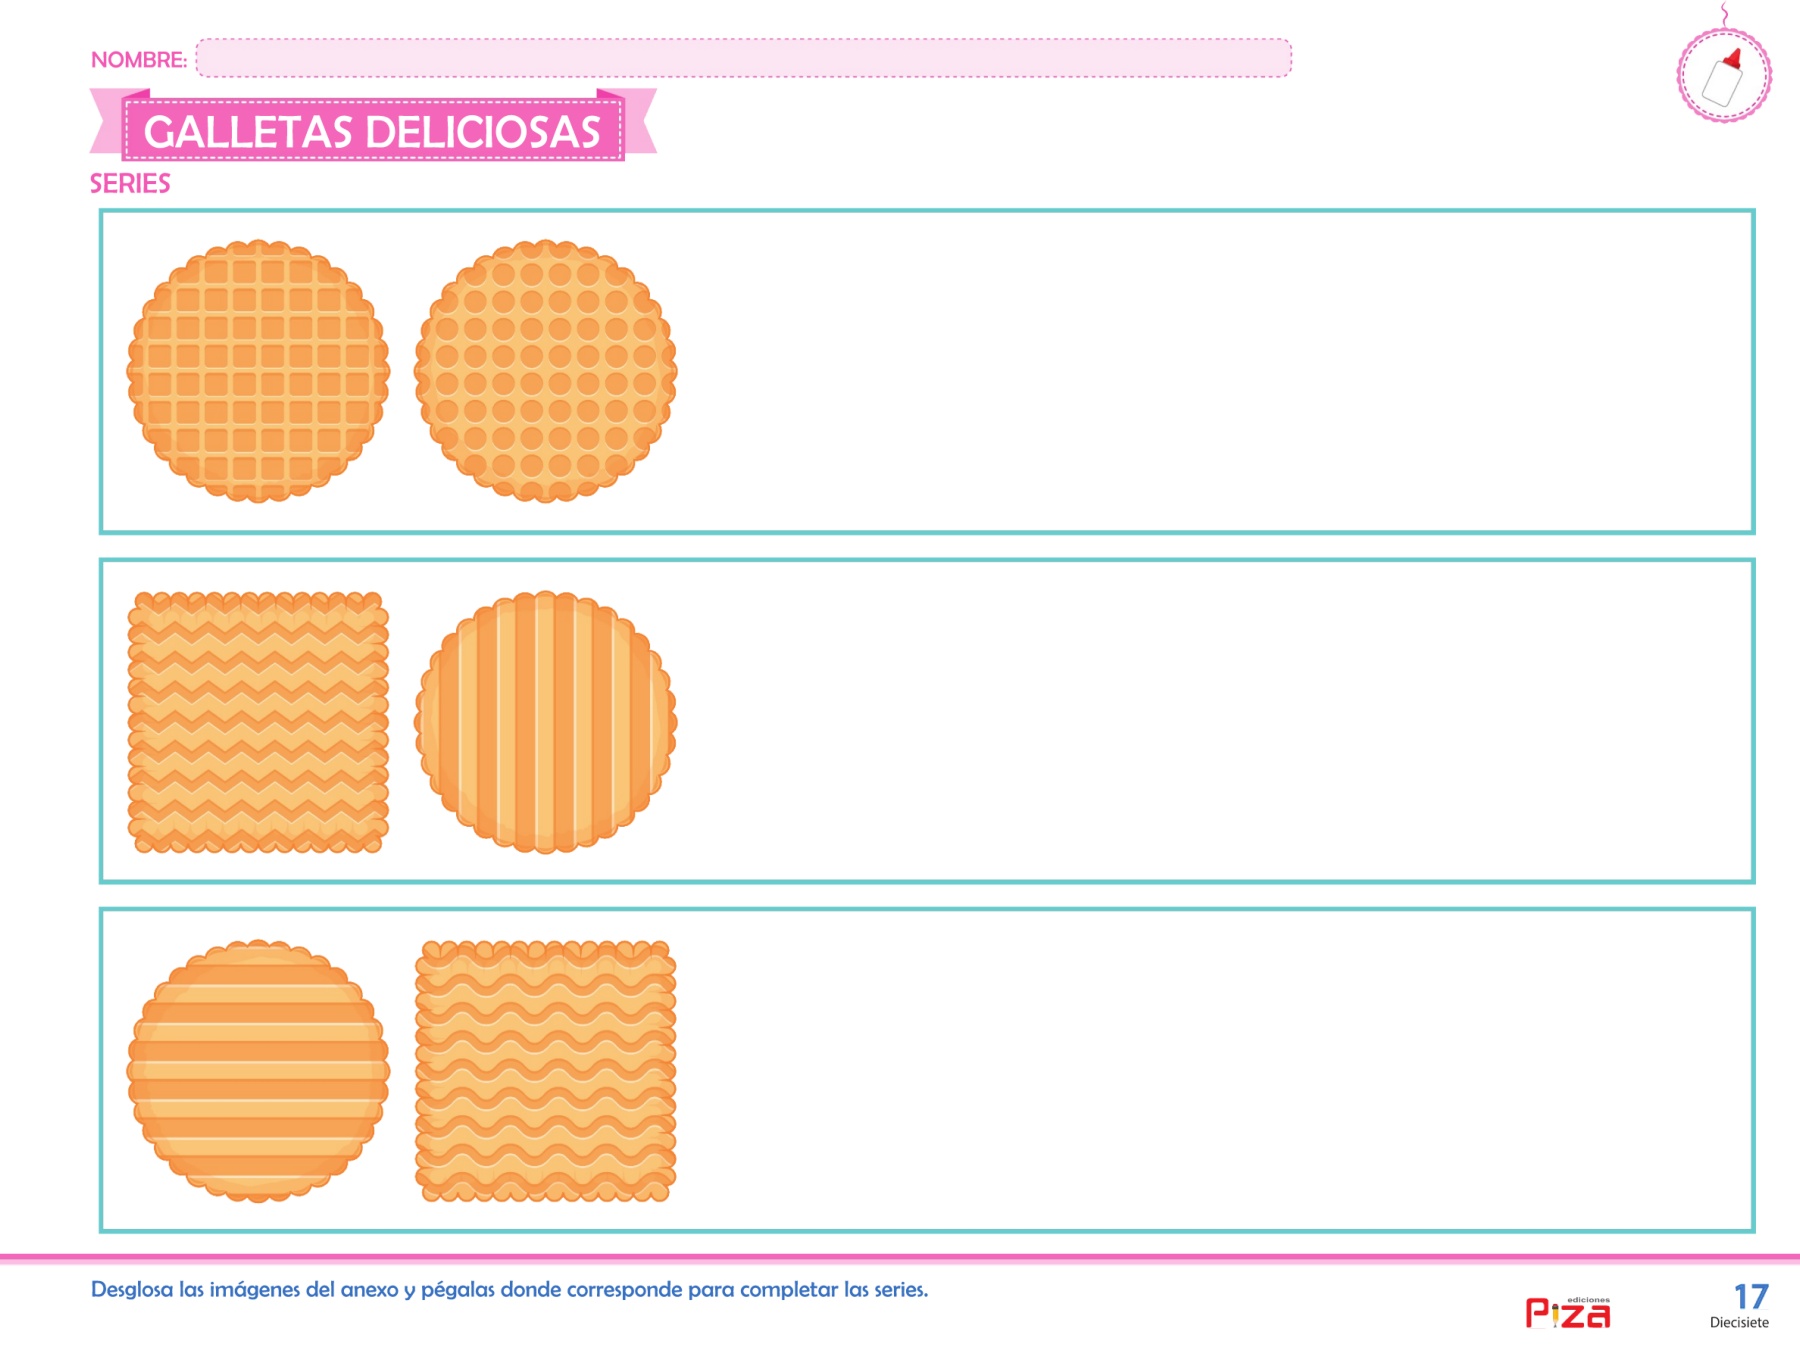 NOMBRE:
GALLETAS DELICIOSAS
SERIES
Desglosa las imágenes del anexo y pégalas donde corresponde para completar las series.
ediciones
Piza
17
Diecisiete